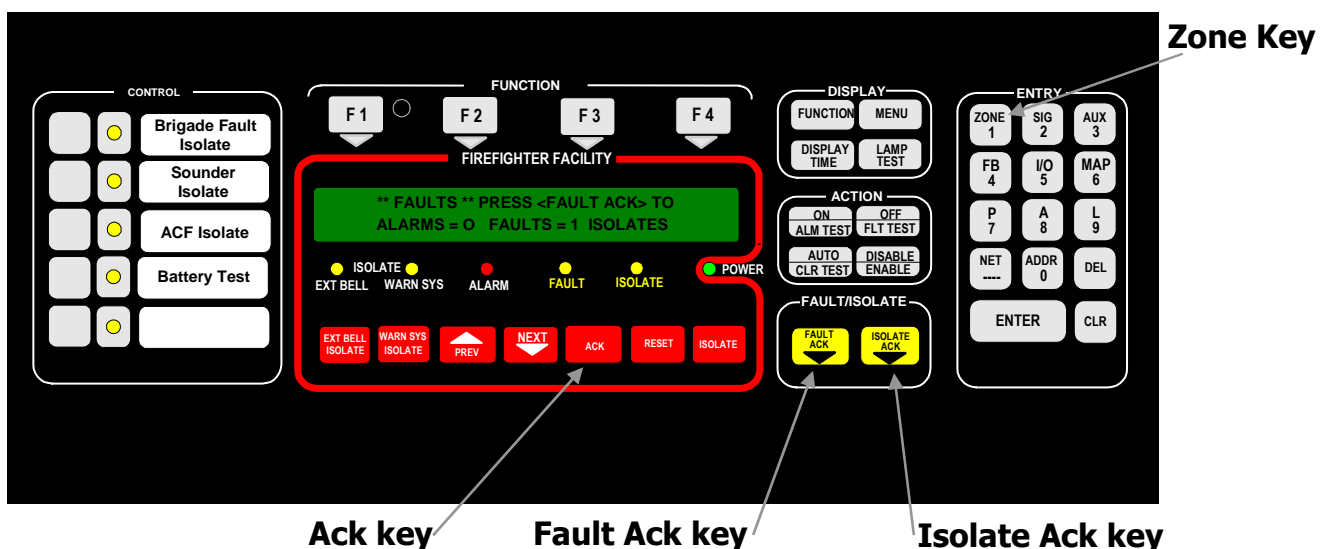 Zone Key
CONTROL
Brigade Fault
Isolate
Sounder
Isolate
ACF Isolate
Battery Test
FUNCTION
F 1
F 2
F 3
F 4
FIREFIGHTER FACILITY
** FAULTS ** PRESS <FAULT ACK> TO
ALARMS = O FAULTS = 1 ISOLATES
ISOLATE
EXT BELL
WARN SYS
ALARM
FAULT
ISOLATE
POWER
EXT BELL
ISOLATE
WARN SYS
ISOLATE
PREV
NEXT
ACK
RESET
ISOLATE
DISPLAY
FUNCTION
MENU
DISPLAY
TIME
LAMP
TEST
ACTION
ON
ALM TEST
OFF
FLT TEST
AUTO
CLR TEST
DISABLE
ENABLE
FAULT/ISOLATE
FAULT
ACK
ISOLATE
ACK
ENTRY
ZONE
1
SIG
2
AUX
3
FB
4
I/O
5
MAP
6
P
7
A
8
L
9
NET
----
ADDR
0
DEL
ENTER
CLR
Ack key
Fault Ack key
Isolate Ack key